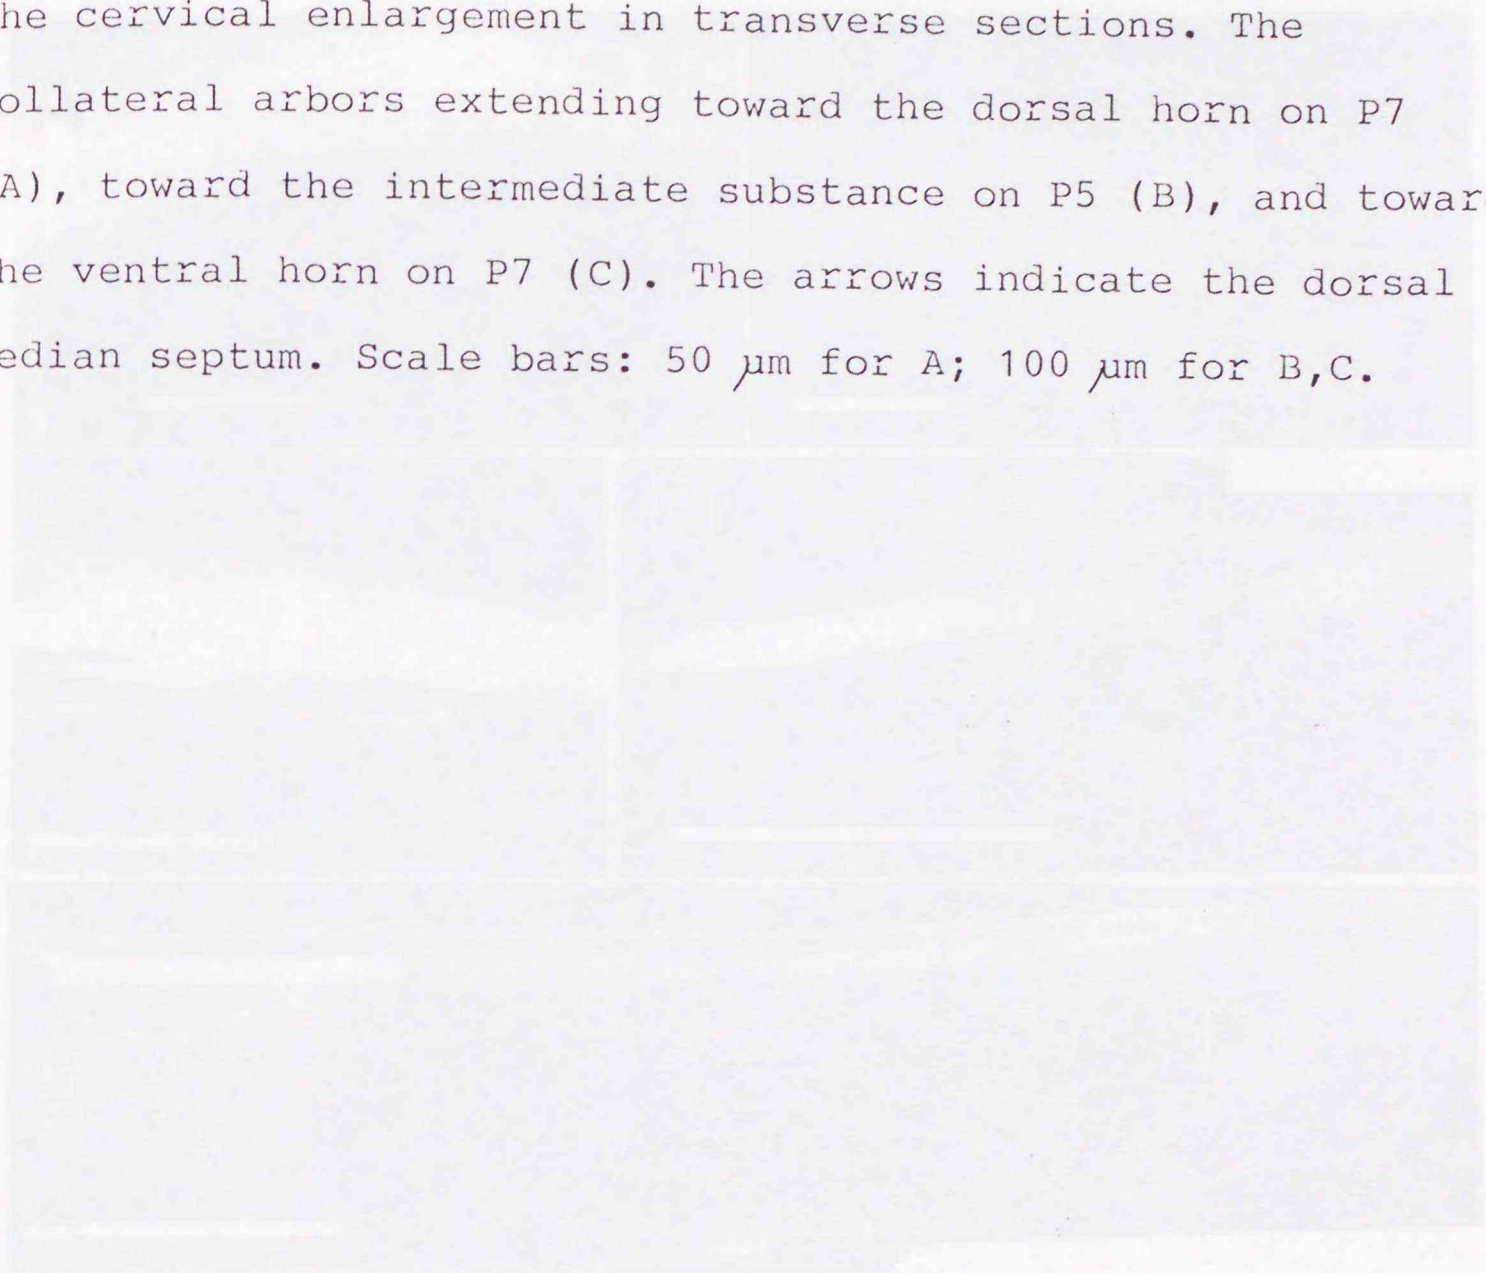 he cervical enlargement in transverse sections. The
ollateral arbors extending toward the dorsal horn on P7
A), toward the intermediate substance on P5 (B), and towar
he ventral horn on P7 (C). The arrows indicate the dorsal
edian septum. Scale bars: 50 µm for A; 100 µm for B,C.